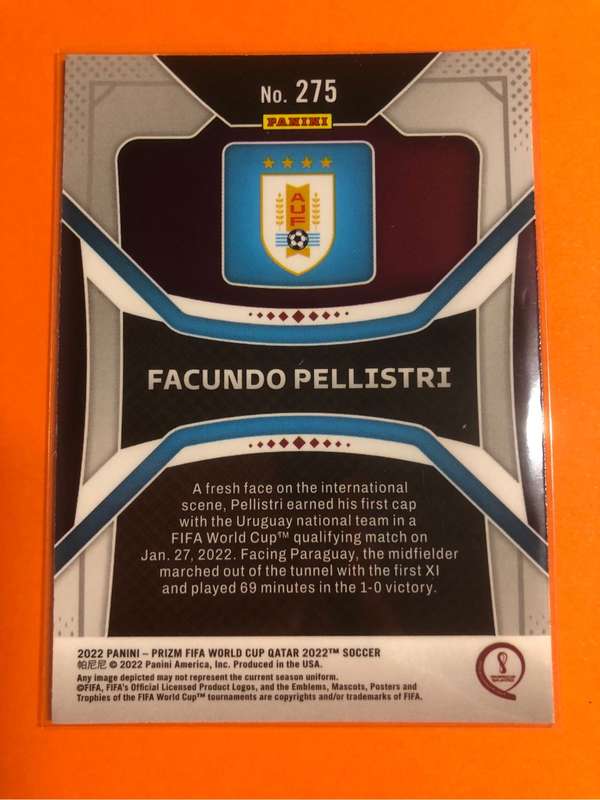 No. 275
PANINI
AUF
FACUNDO PELLISTRI
A fresh face on the international
scene, Pellistri earned his first cap
with the Uruguay national team in a
FIFA World Cup™ qualifying match on
Jan. 27, 2022. Facing Paraguay, the midfielder
marched out of the tunnel with the first XI
and played 69 minutes in the 1-0 victory.
2022 PANINI – PRIZM FIFA WORLD CUP QATAR 2022™ SOCCER
帕尼尼 © 2022 Panini America, Inc. Produced in the USA.
Any image depicted may not represent the current season uniform.
©FIFA, FIFA's Official Licensed Product Logos, and the Emblems, Mascots, Posters and
Trophies of the FIFA World Cup™ tournaments are copyrights and/or trademarks of FIFA.